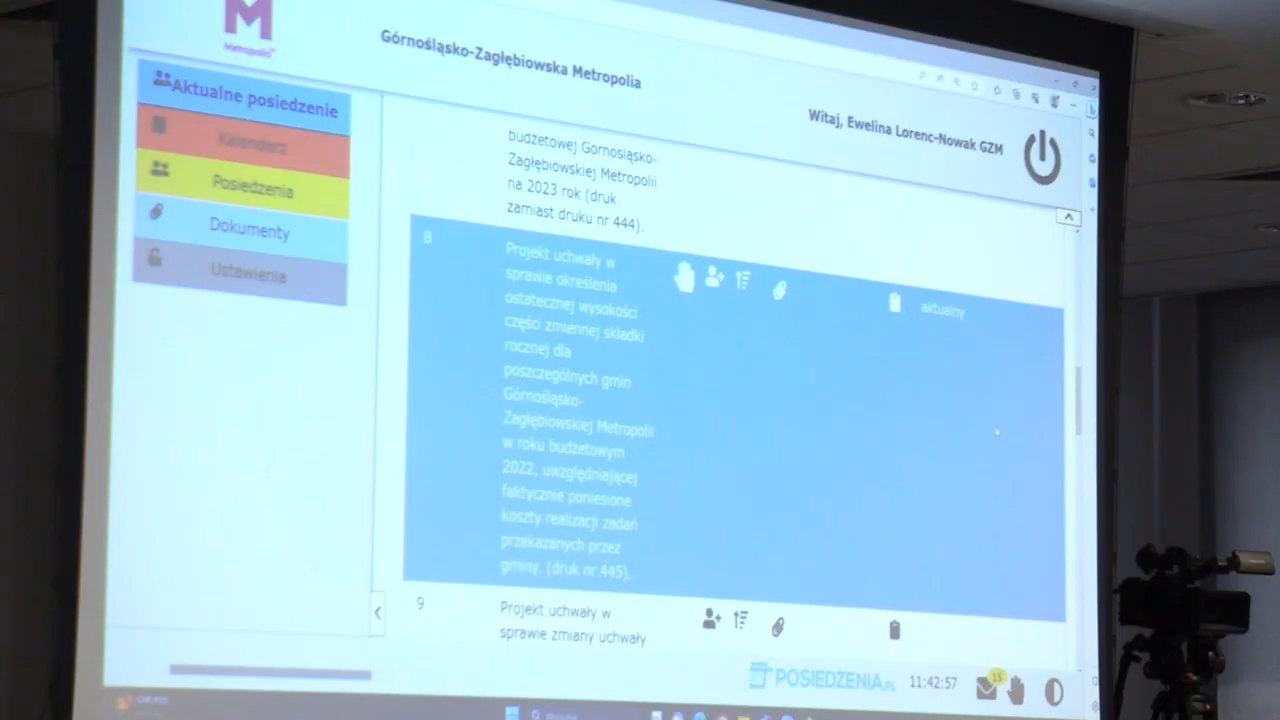 M
Metropolia
Górnośląsko-Zagłębiowska Metropolia
Witaj, Ewelina Lorenc-Nowak GZM
Aktualne posiedzenie
Kalendarz
Posiedzenia
Dokumenty
Ustawienia
budżetowej Górnośląsko-
Zagłębiowskiej Metropolii
na 2023 rok (druk
zamiast druku nr 444).
8
Projekt uchwały w
sprawie określenia
ostatecznej wysokości
części zmiennej składki
rocznej dla
poszczególnych gmin
Górnośląsko-
Zagłębiowskiej Metropolii
w roku budżetowym
2022, uwzględniającej
faktycznie poniesione
koszty realizacji zadań
przekazanych przez
gminy. (druk nr 445).
aktualny
9
Projekt uchwały w
sprawie zmiany uchwały
POSIEDZENIA.PL
11:42:57
15